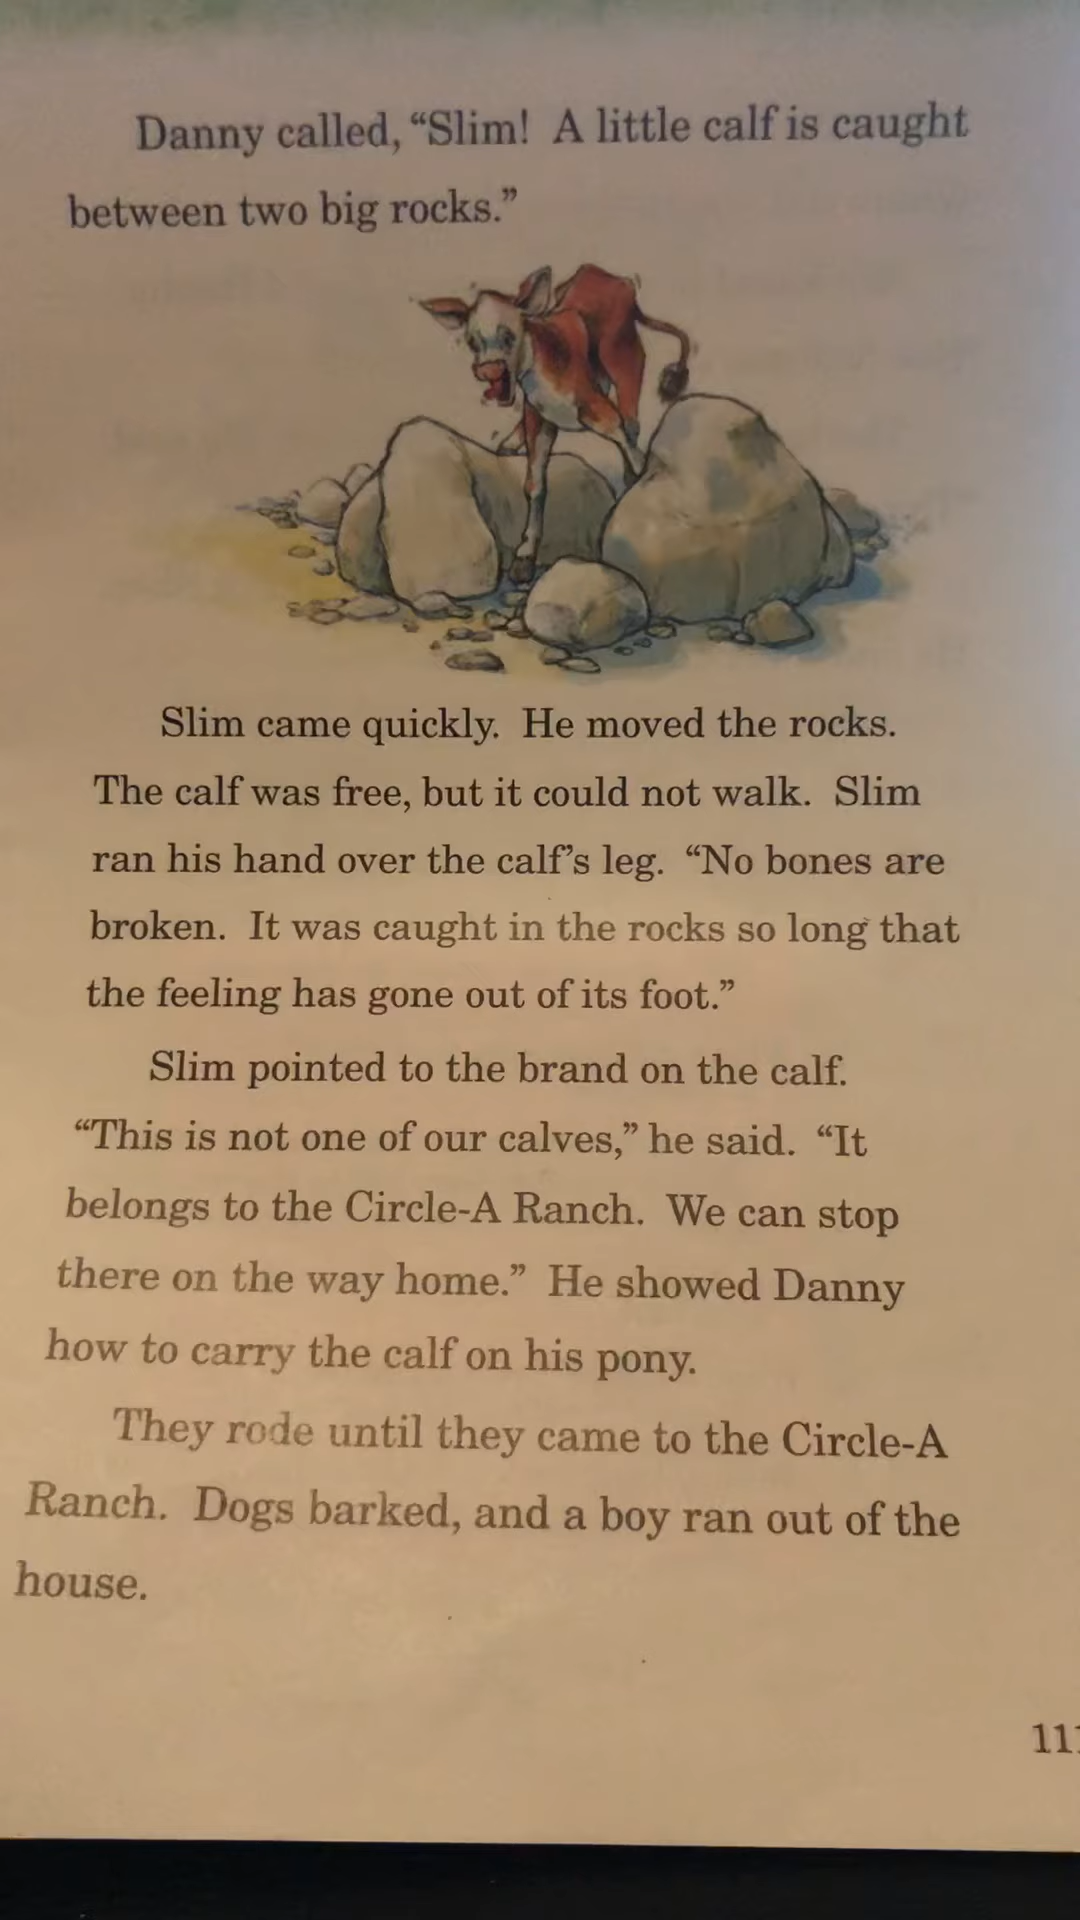 Danny called, “Slim!  A little calf is caught
between two big rocks.”
Slim came quickly.  He moved the rocks.
The calf was free, but it could not walk.  Slim
ran his hand over the calf’s leg.  “No bones are
broken.  It was caught in the rocks so long that
the feeling has gone out of its foot.”
Slim pointed to the brand on the calf.
“This is not one of our calves,” he said.  “It
belongs to the Circle-A Ranch.  We can stop
there on the way home.”  He showed Danny
how to carry the calf on his pony.
They rode until they came to the Circle-A
Ranch.  Dogs barked, and a boy ran out of the
house.